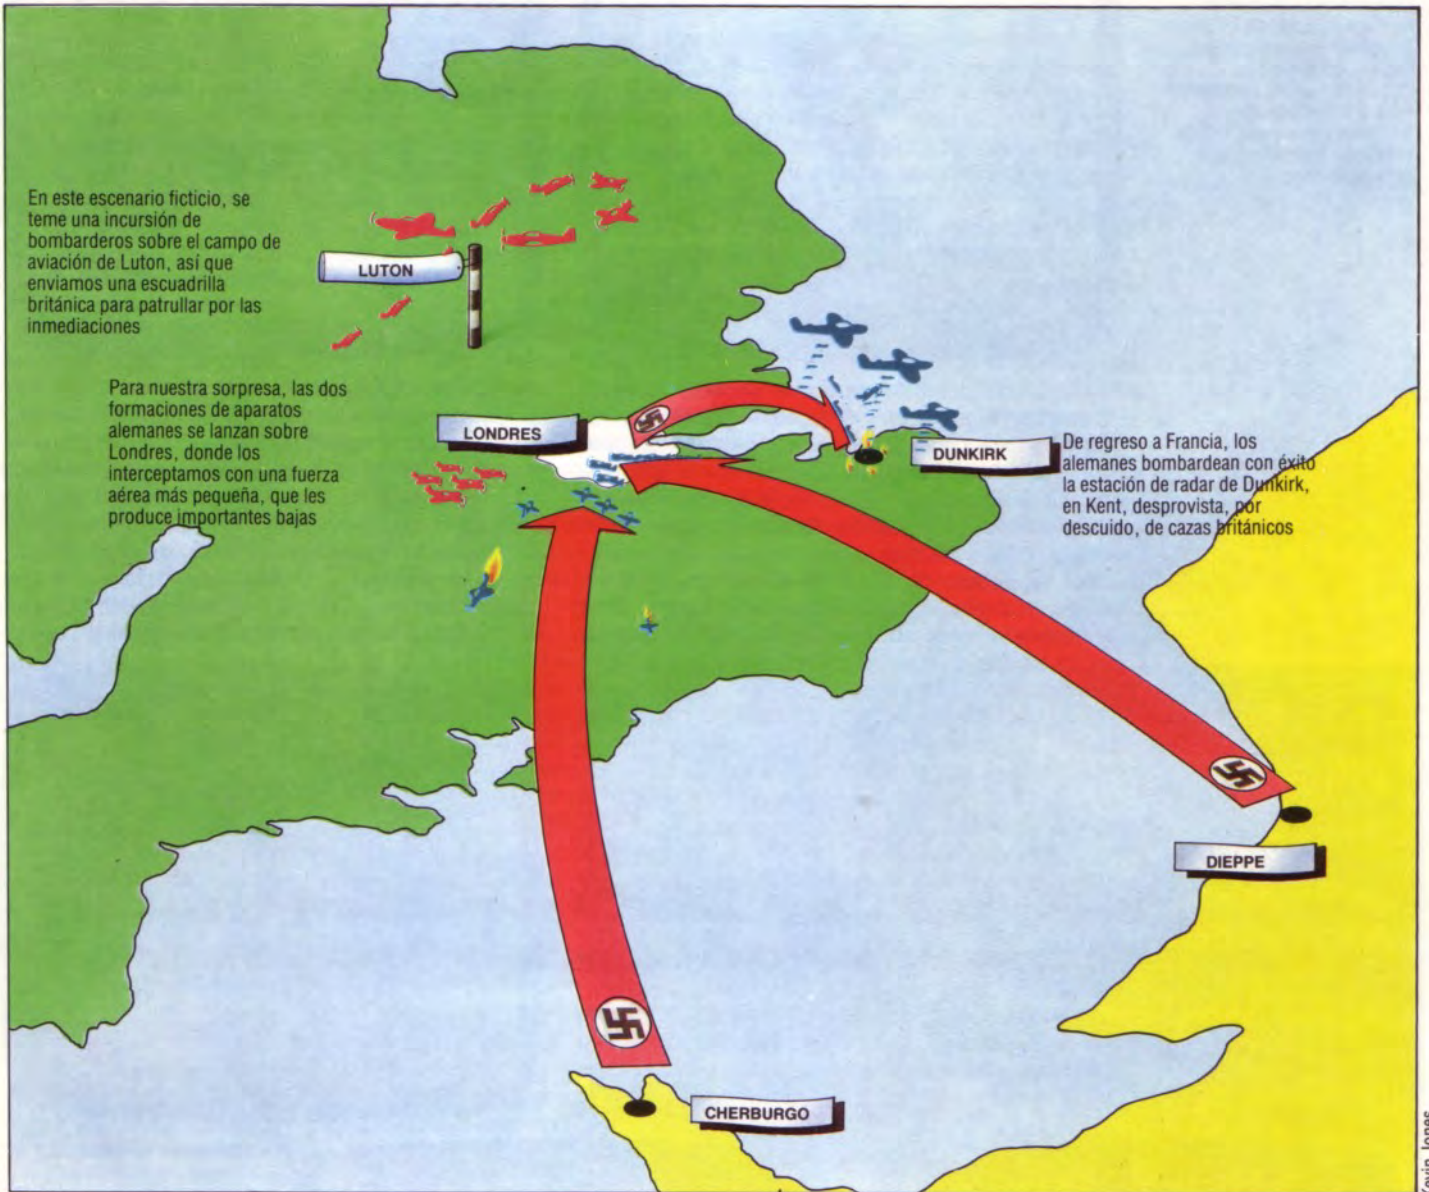 En este escenario ficticio, se
teme una incursión de
bombarderos sobre el campo de
aviación de Luton, así que
enviamos una escuadrilla
británica para patrullar por las
inmediaciones
LUTON
Para nuestra sorpresa, las dos
formaciones de aparatos
alemanes se lanzan sobre
Londres, donde los
interceptamos con una fuerza
aérea más pequeña, que les
produce importantes bajas
LONDRES
DUNKIRK
De regreso a Francia, los
alemanes bombardean con éxito
la estación de radar de Dunkirk,
en Kent, desprovista, por
descuido, de cazas británicos
DIEPPE
CHERBURGO
Kevin Jones